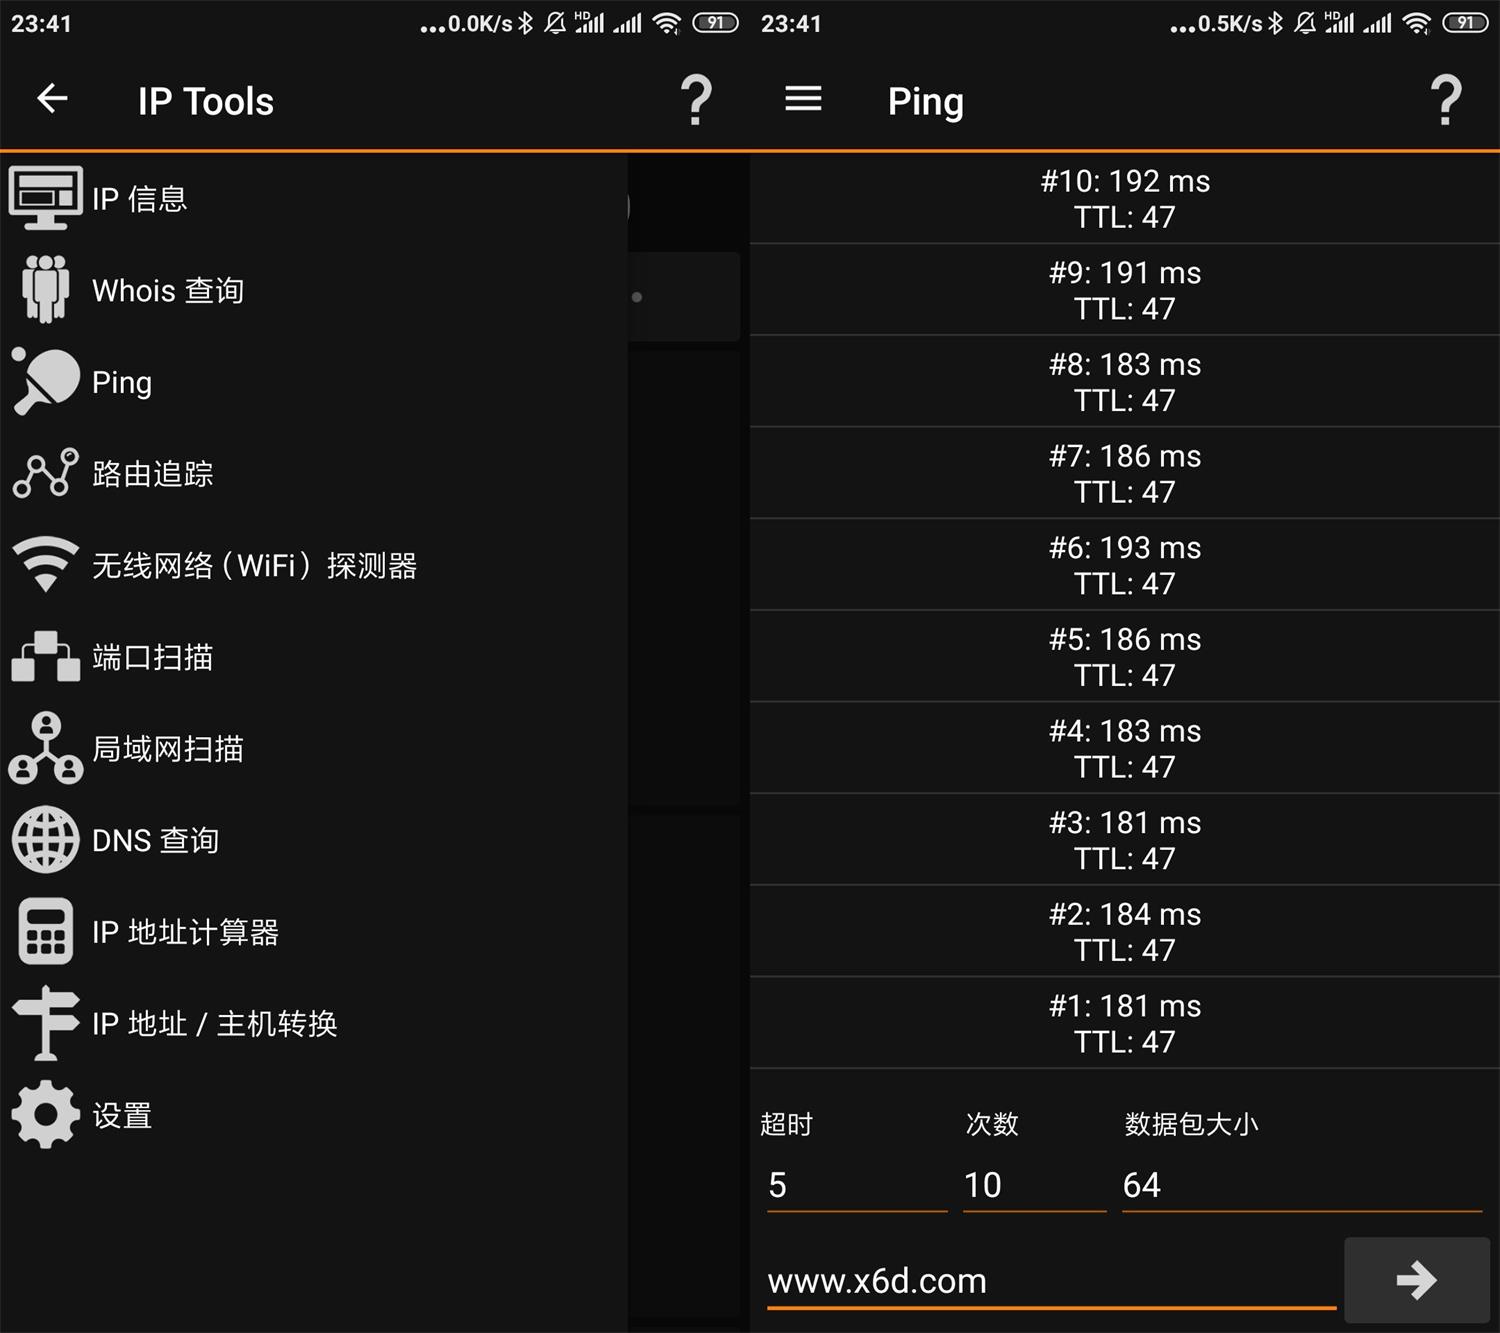 23:41
...0.0K/s HD 91
IP Tools ?
IP 信息
Whois 查询
Ping
路由追踪
无线网络（WiFi）探测器
端口扫描
局域网扫描
DNS 查询
IP 地址计算器
IP 地址 / 主机转换
设置
23:41
...0.5K/s HD 91
Ping ?
#10: 192 ms
TTL: 47
#9: 191 ms
TTL: 47
#8: 183 ms
TTL: 47
#7: 186 ms
TTL: 47
#6: 193 ms
TTL: 47
#5: 186 ms
TTL: 47
#4: 183 ms
TTL: 47
#3: 181 ms
TTL: 47
#2: 184 ms
TTL: 47
#1: 181 ms
TTL: 47
超时 次数 数据包大小
5 10 64
www.x6d.com